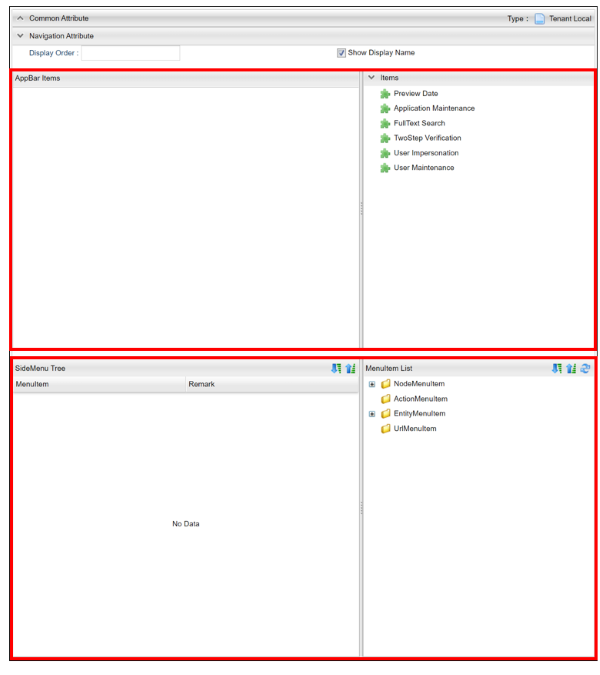 Common Attribute Type : Tenant Local
Navigation Attribute
Display Order : Show Display Name
AppBar Items
Items
Preview Date
Application Maintenance
FullText Search
TwoStep Verification
User Impersonation
User Maintenance
SideMenu Tree
MenuItem Remark
No Data
MenuItem List
NodeMenuItem
ActionMenuItem
EntityMenuItem
UrlMenuItem